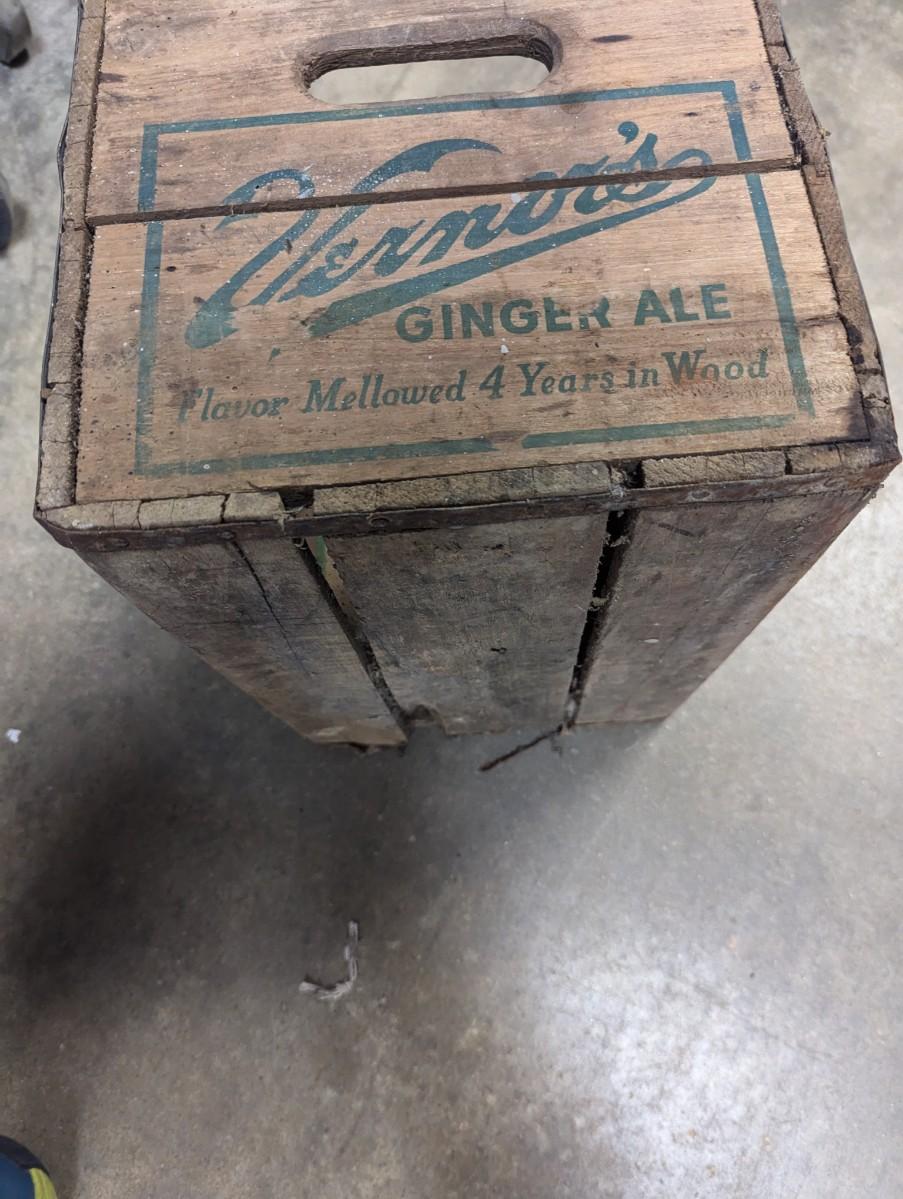 Vernor's
GINGER ALE
Flavor Mellowed 4 Years in Wood